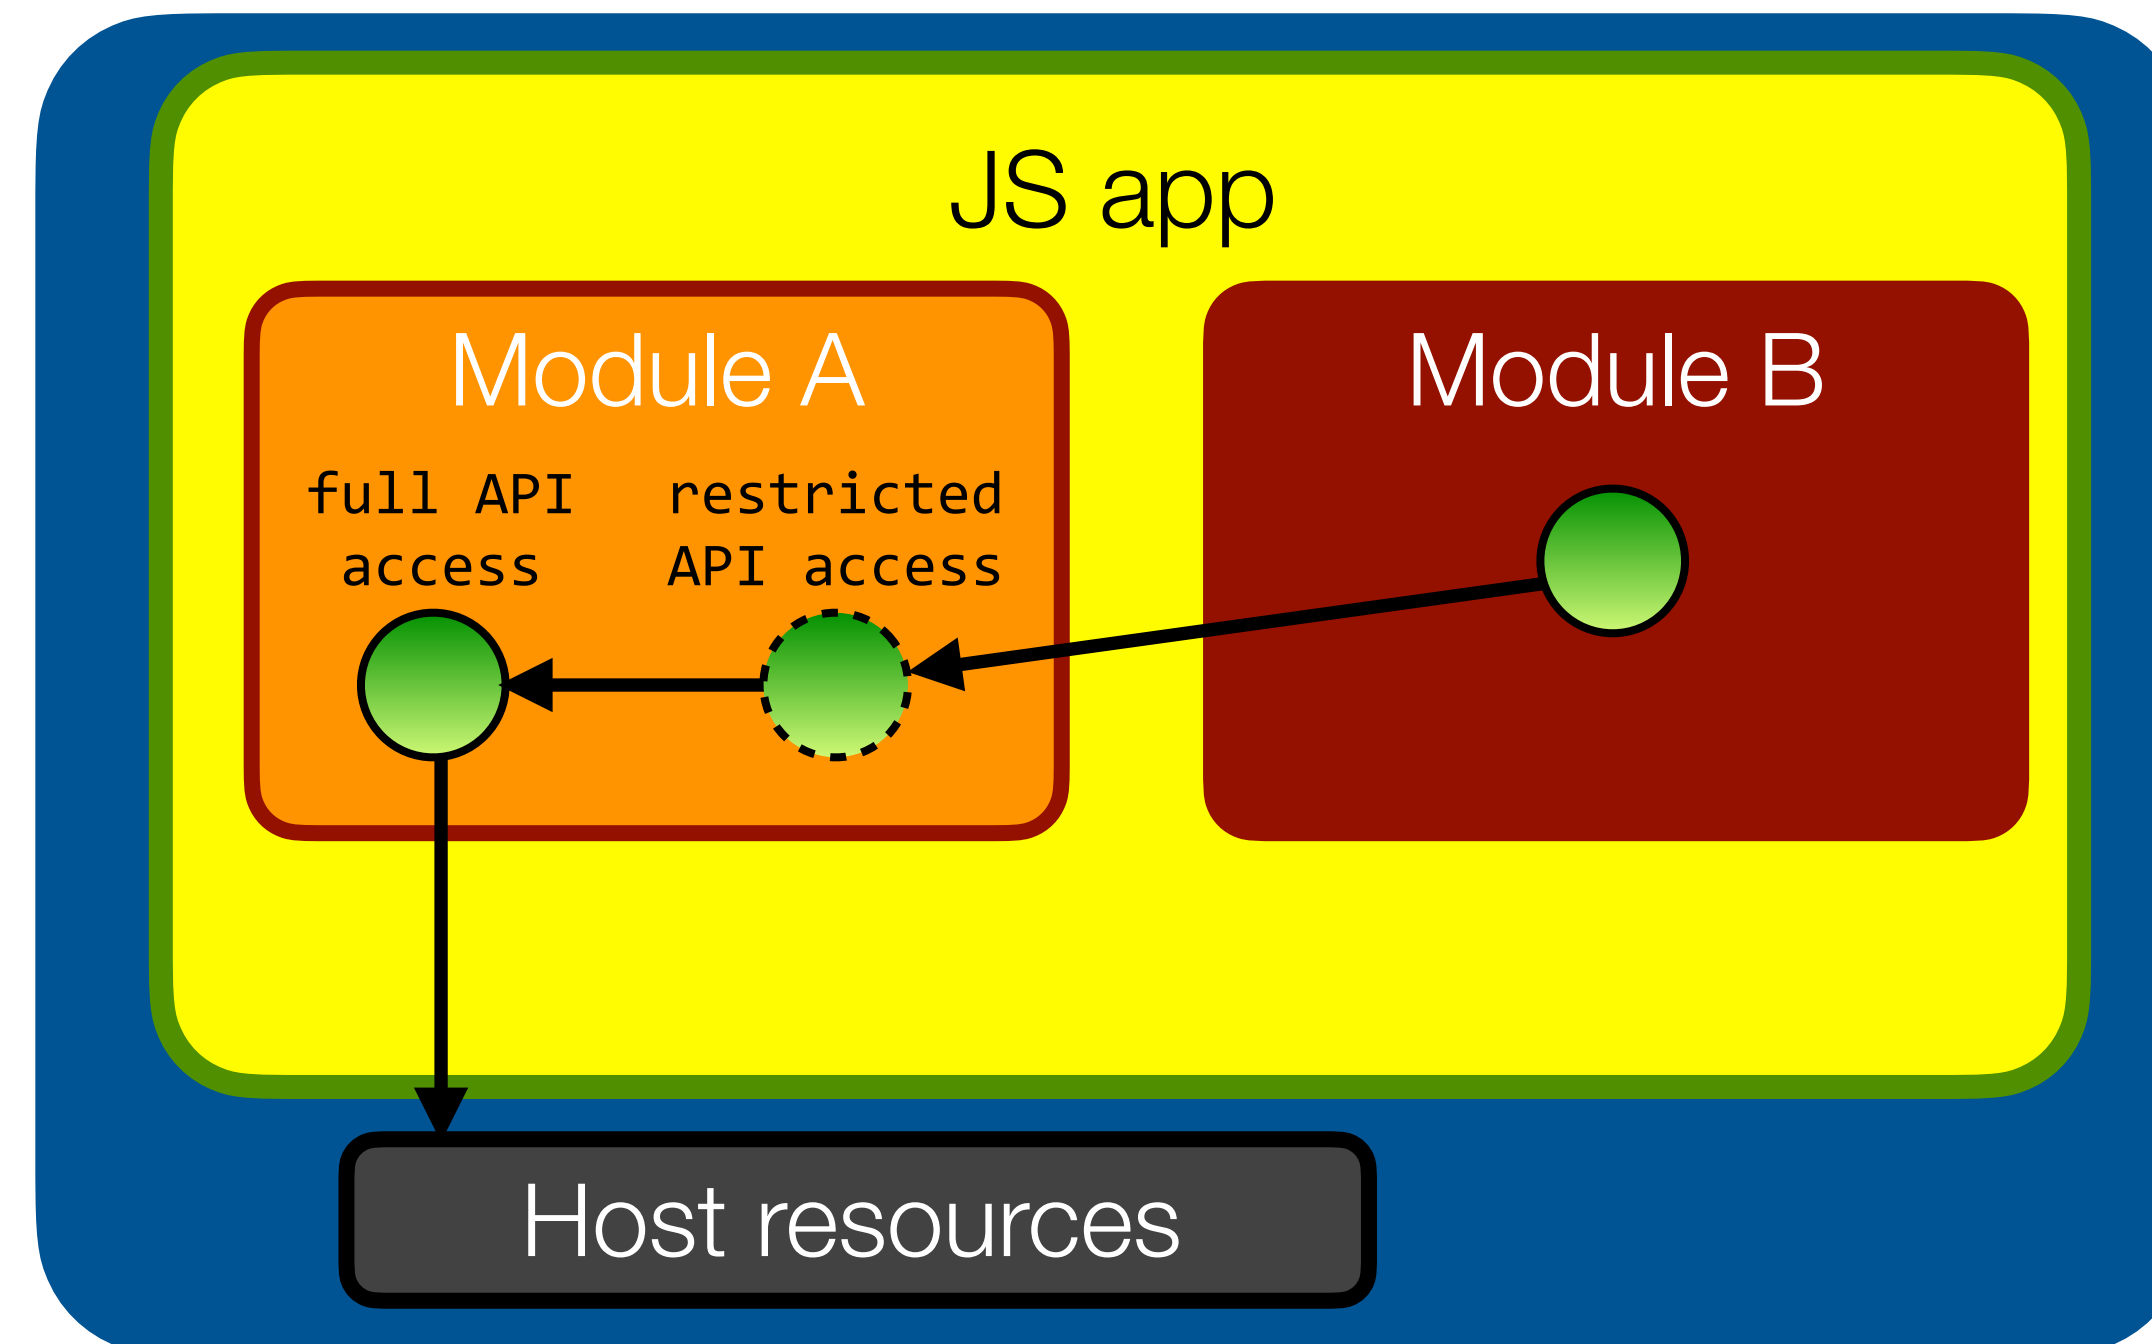 JS app
Module A
Module B
full API
access
restricted
API access
Host resources